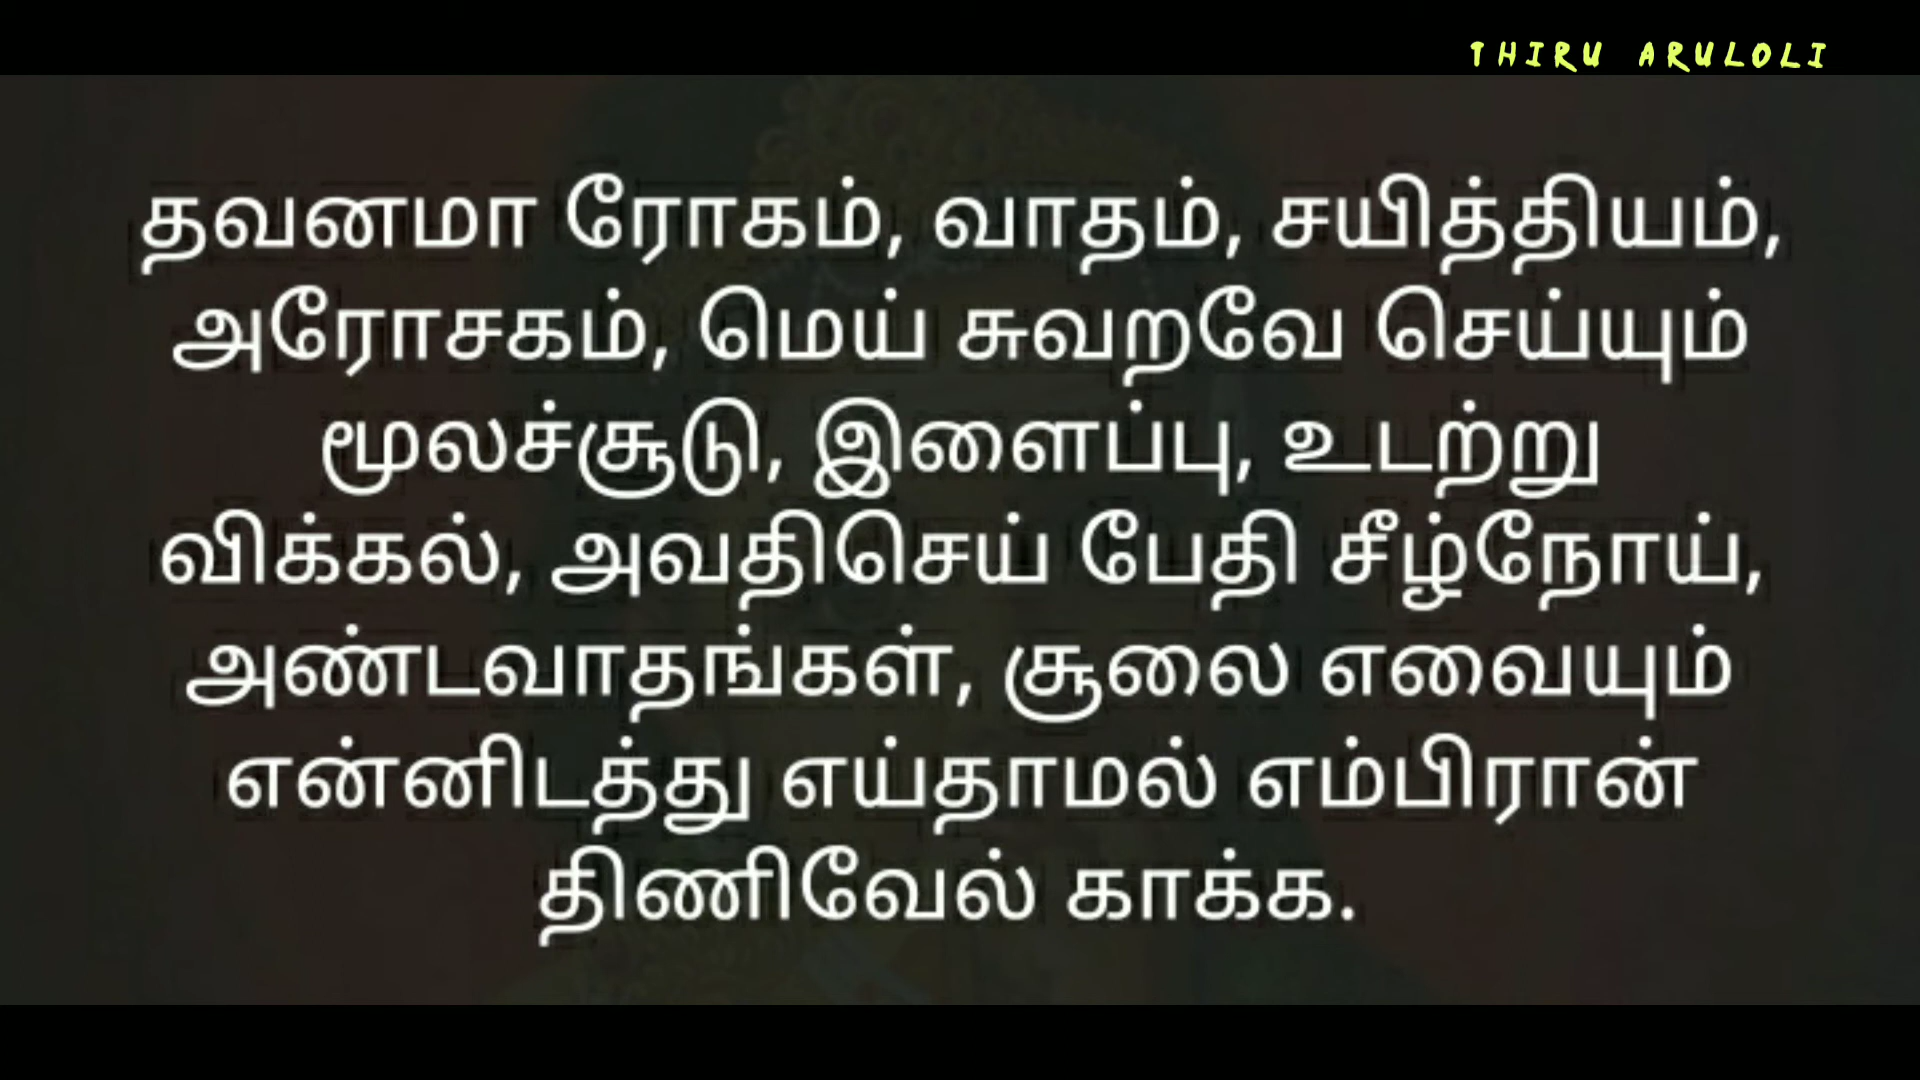 THIRU ARULOLI
தவனமா ரோகம், வாதம், சயித்தியம்,
அரோசகம், மெய் சுவறவே செய்யும்
மூலச்சூடு, இளைப்பு, உடற்று
விக்கல், அவதிசெய் பேதி சீழ்நோய்,
அண்டவாதங்கள், சூலை எவையும்
என்னிடத்து எய்தாமல் எம்பிரான்
திணிவேல் காக்க.